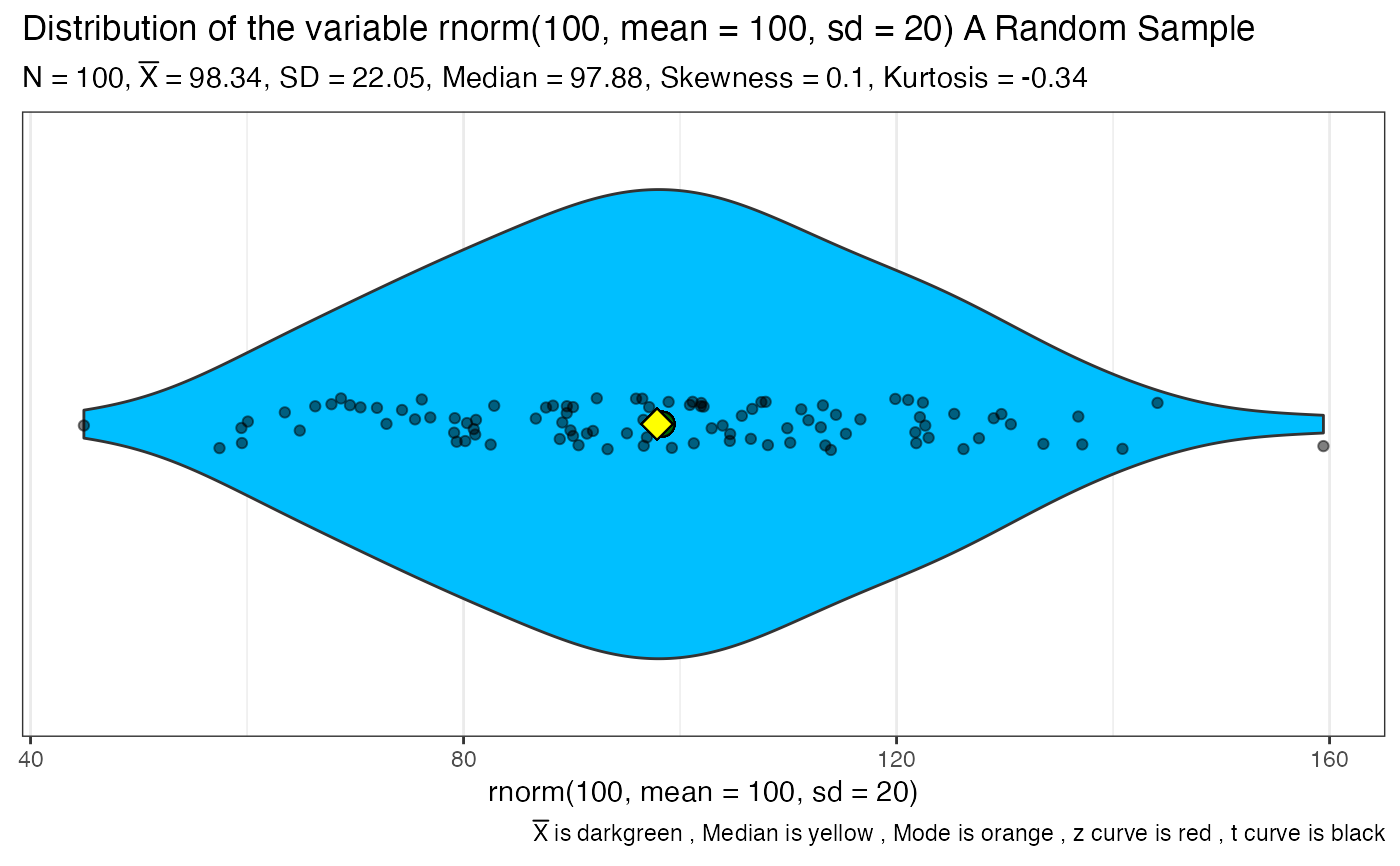 Distribution of the variable rnorm(100, mean = 100, sd = 20) A Random Sample
N = 100, X̅ = 98.34, SD = 22.05, Median = 97.88, Skewness = 0.1, Kurtosis = -0.34
40 80 120 160
rnorm(100, mean = 100, sd = 20)
X̅ is darkgreen , Median is yellow , Mode is orange , z curve is red , t curve is black